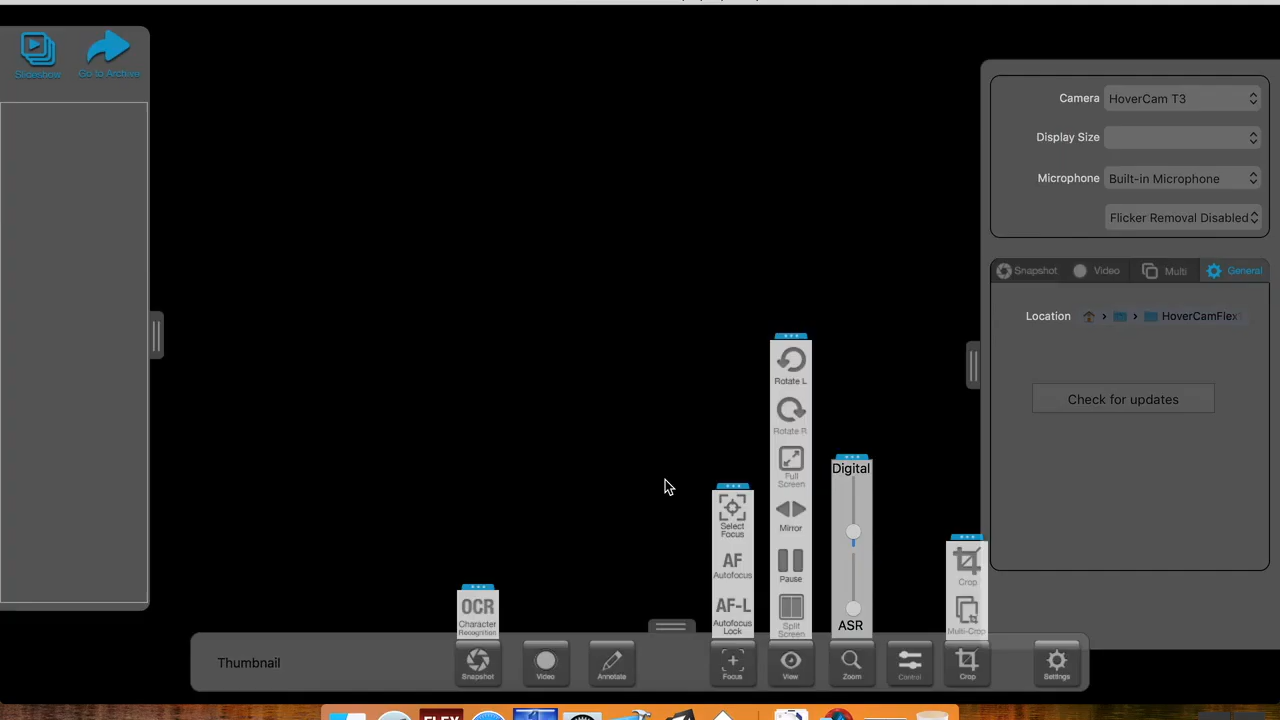 Slideshow
Go to Archive
Camera
HoverCam T3
Display Size
Microphone
Built-in Microphone
Flicker Removal Disabled
Snapshot
Video
Multi
General
Location
HoverCamFlex
Check for updates
Rotate L
Rotate R
Full
Screen
Mirror
Pause
Split
Screen
Digital
ASR
Select
Focus
AF
Autofocus
AF-L
Autofocus
Lock
Crop
Multi-Crop
OCR
Character
Recognition
Thumbnail
Snapshot
Video
Annotate
Focus
View
Zoom
Control
Crop
Settings
FLEX